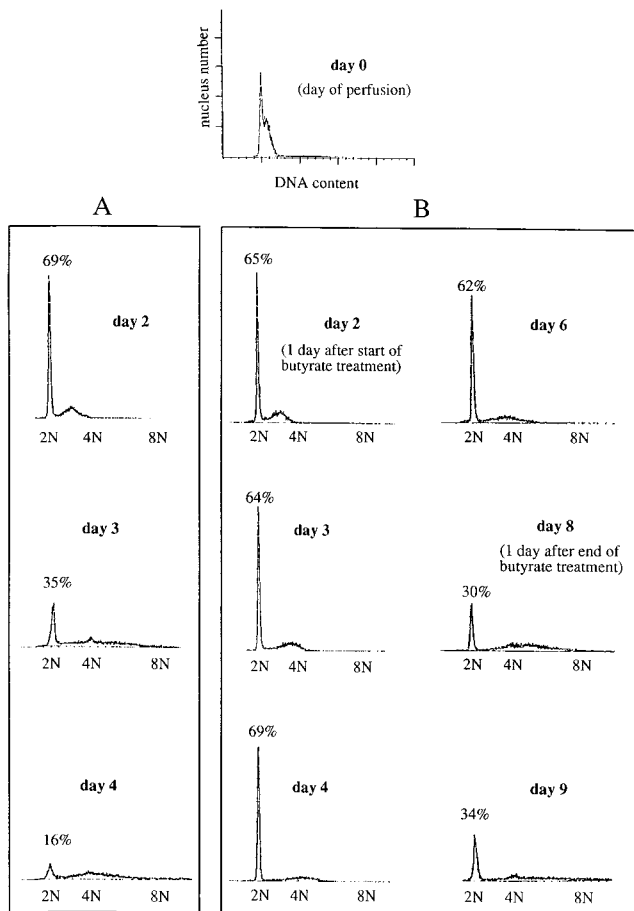 nucleus number
day 0
(day of perfusion)
DNA content
A
69%
day 2
2N 4N 8N
day 3
35%
2N 4N 8N
day 4
16%
2N 4N 8N
B
65%
day 2
(1 day after start of
butyrate treatment)
2N 4N 8N
62%
day 6
2N 4N 8N
64%
day 3
2N 4N 8N
day 8
(1 day after end of
butyrate treatment)
30%
2N 4N 8N
69%
day 4
2N 4N 8N
day 9
34%
2N 4N 8N